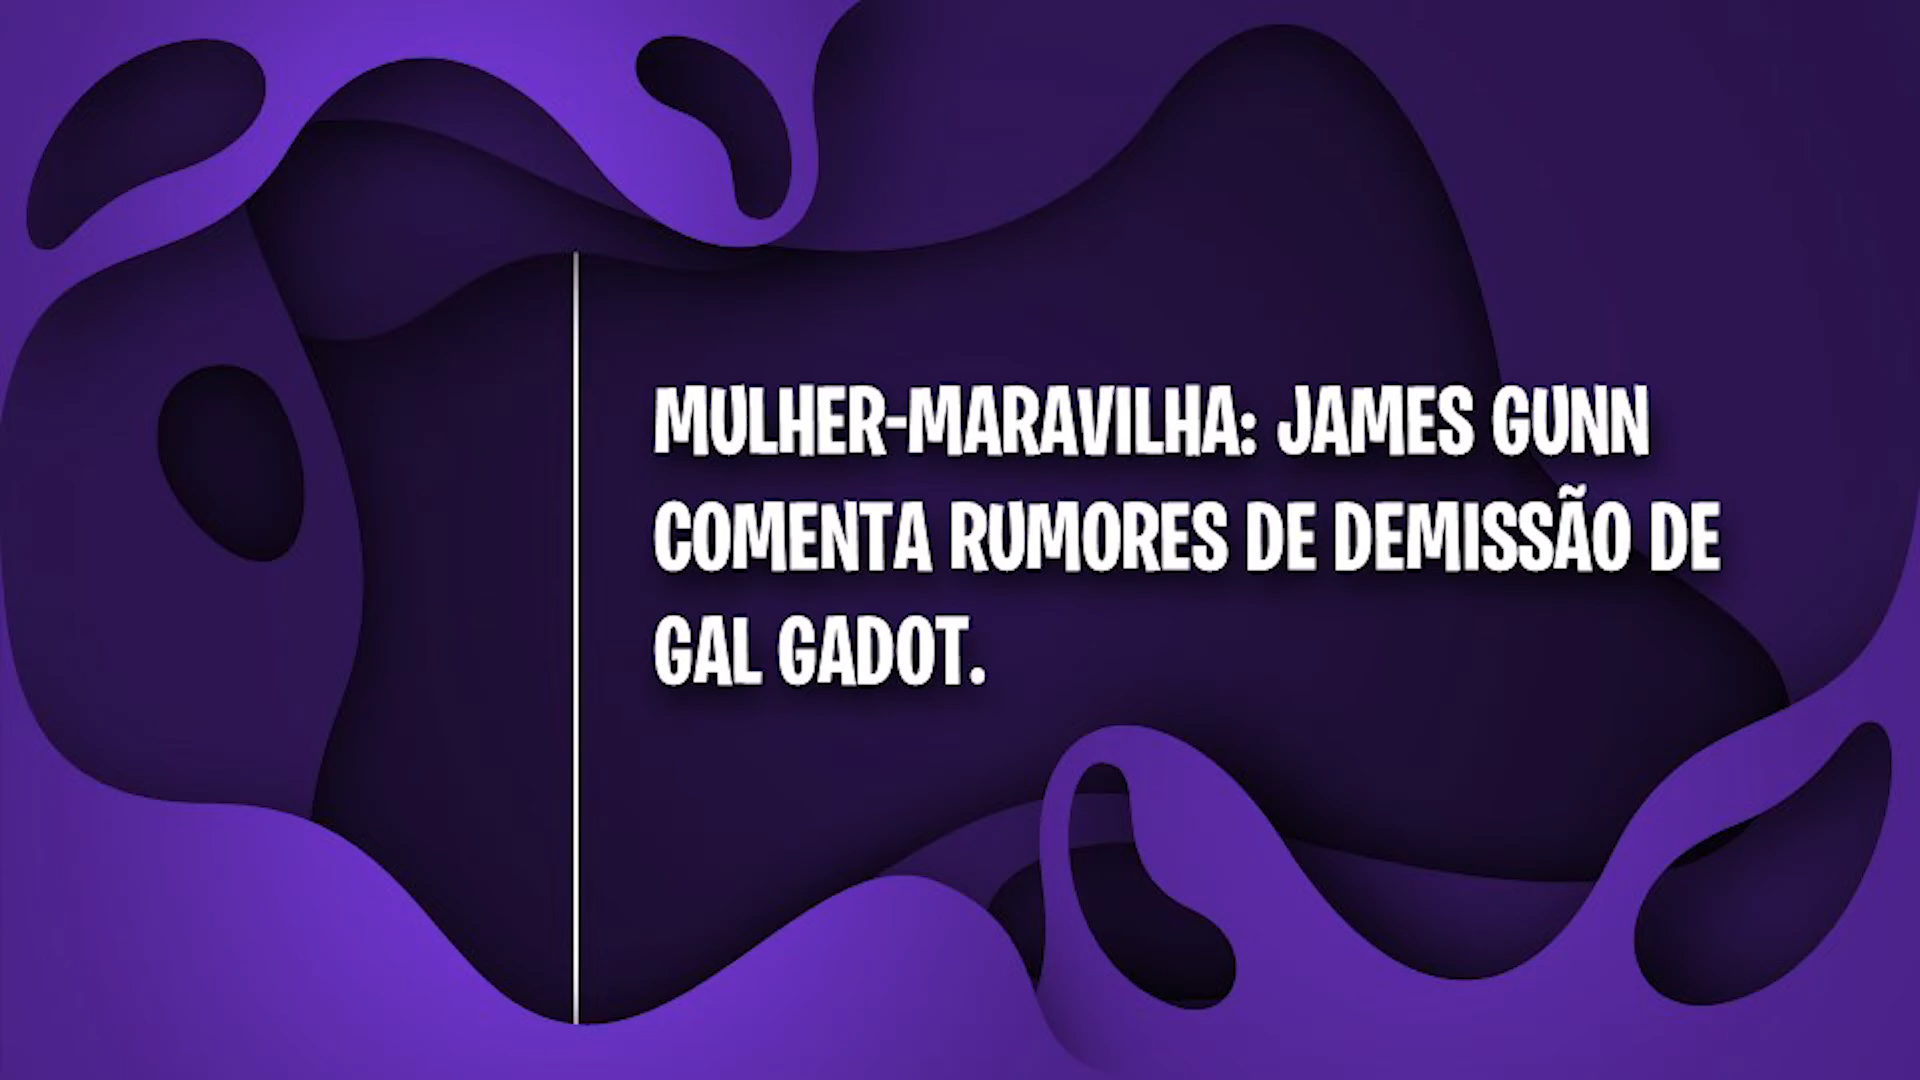 MULHER-MARAVILHA: JAMES GUNN
COMENTA RUMORES DE DEMISSÃO DE
GAL GADOT.